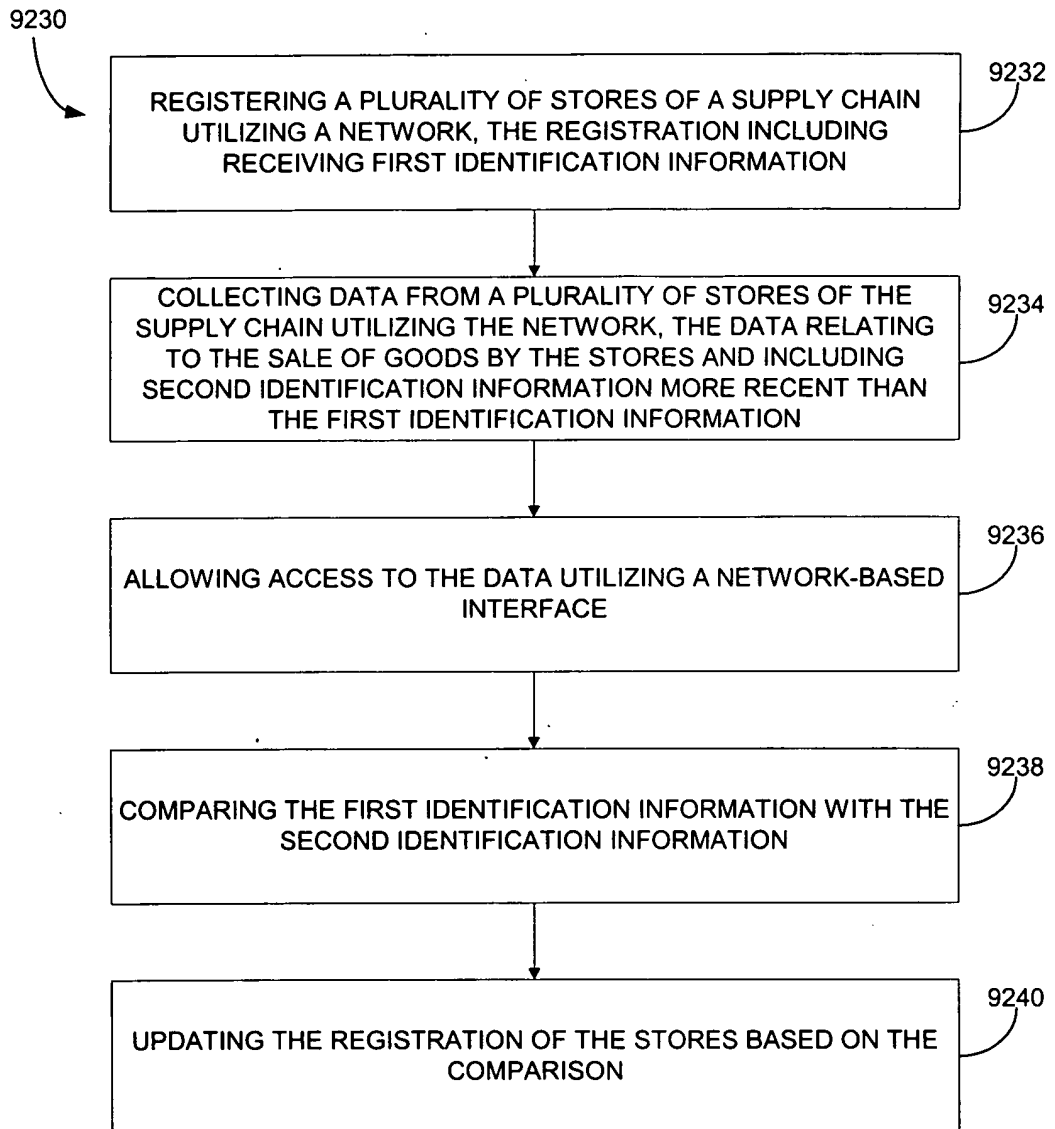 9230
9232
REGISTERING A PLURALITY OF STORES OF A SUPPLY CHAIN
UTILIZING A NETWORK, THE REGISTRATION INCLUDING
RECEIVING FIRST IDENTIFICATION INFORMATION
9234
COLLECTING DATA FROM A PLURALITY OF STORES OF THE
SUPPLY CHAIN UTILIZING THE NETWORK, THE DATA RELATING
TO THE SALE OF GOODS BY THE STORES AND INCLUDING
SECOND IDENTIFICATION INFORMATION MORE RECENT THAN
THE FIRST IDENTIFICATION INFORMATION
9236
ALLOWING ACCESS TO THE DATA UTILIZING A NETWORK-BASED
INTERFACE
9238
COMPARING THE FIRST IDENTIFICATION INFORMATION WITH THE
SECOND IDENTIFICATION INFORMATION
9240
UPDATING THE REGISTRATION OF THE STORES BASED ON THE
COMPARISON